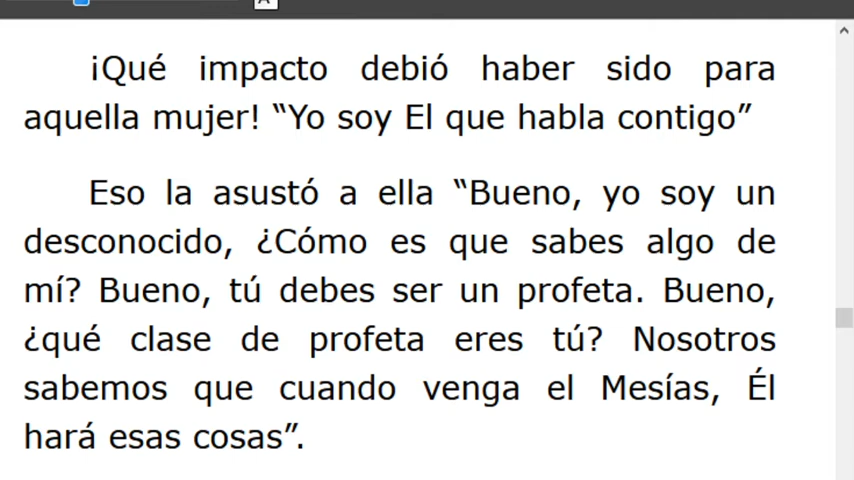 ¡Qué impacto debió haber sido para
aquella mujer! “Yo soy El que habla contigo”
Eso la asustó a ella “Bueno, yo soy un
desconocido, ¿Cómo es que sabes algo de
mí? Bueno, tú debes ser un profeta. Bueno,
¿qué clase de profeta eres tú? Nosotros
sabemos que cuando venga el Mesías, Él
hará esas cosas”.